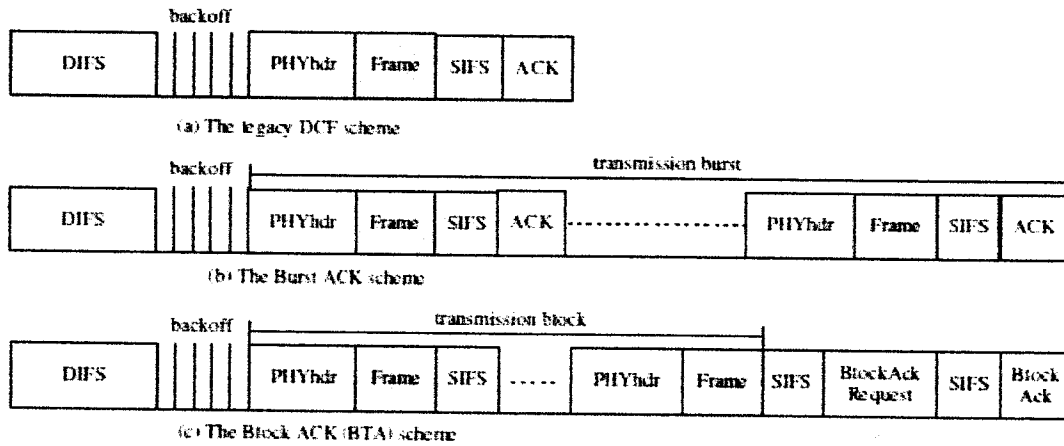 backoff
DIFS PHYhdr Frame SIFS ACK
(a) The legacy DCF scheme
backoff transmission burst
DIFS PHYhdr Frame SIFS ACK PHYhdr Frame SIFS ACK
(b) The Burst ACK scheme
backoff transmission block
DIFS PHYhdr Frame SIFS PHYhdr Frame SIFS BlockAck Request SIFS Block Ack
(c) The Block ACK (BTA) scheme